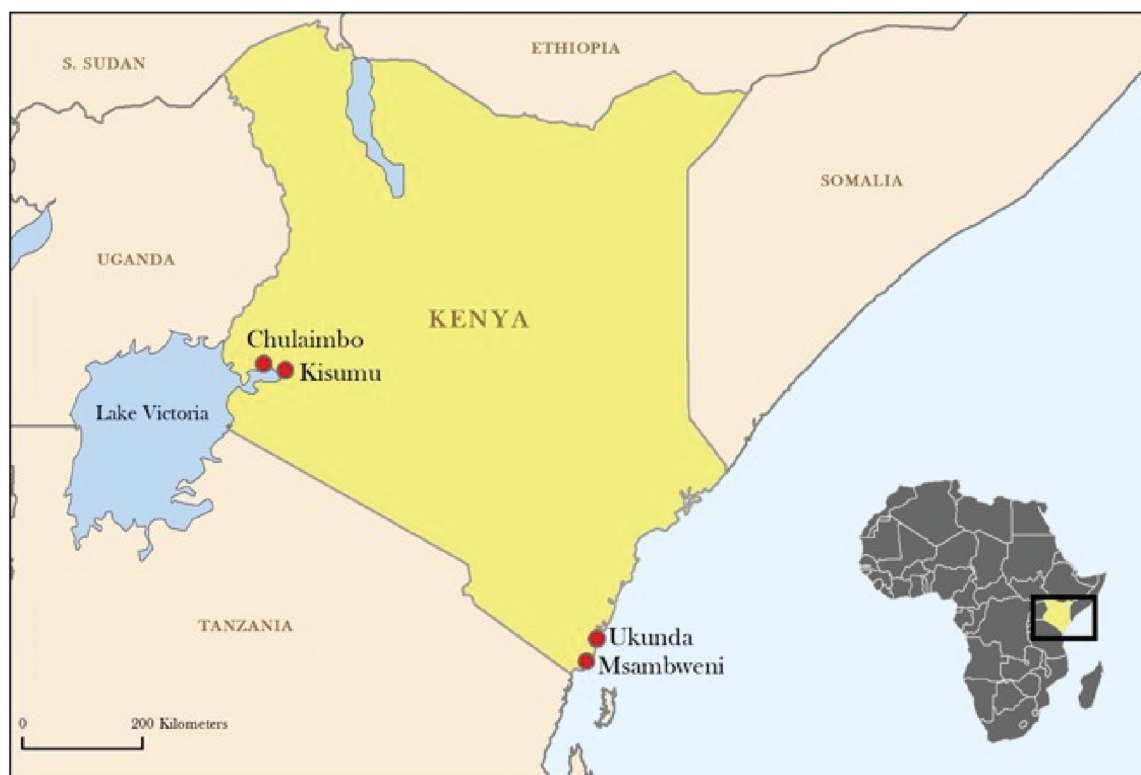 ETHIOPIA
S. SUDAN
SOMALIA
UGANDA
KENYA
Chulaimbo
Kisumu
Lake Victoria
TANZANIA
Ukunda
Msambweni
0 200 Kilometers